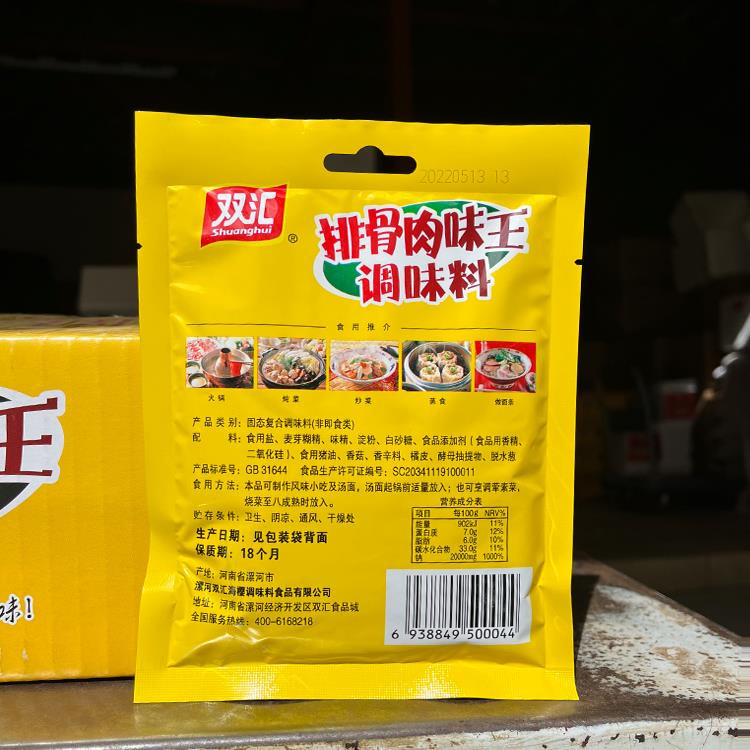 20220513 13
双汇
Shuanghui
®
排骨肉味王
调味料
食用推介
火锅 炖菜 炒菜 蒸食 做面条
产品类别：固态复合调味料(非即食类)
配 料：食用盐、麦芽糊精、味精、淀粉、白砂糖、食品添加剂（食品用香精、
二氧化硅）、食用猪油、香菇、香辛料、橘皮、酵母抽提物、脱水葱
产品标准号：GB 31644 食品生产许可证编号：SC20341119100011
食用方法：本品可制作风味小吃及汤面，汤面起锅前适量放入；也可烹调荤素菜，
烧菜至八成熟时放入。
贮存条件：卫生、阴凉、通风、干燥处
生产日期：见包装袋背面
保质期：18个月
营养成分表
项目 每100g NRV%
能量 902kJ 11%
蛋白质 7.0g 12%
脂肪 6.0g 10%
碳水化合物 33.0g 11%
钠 20000mg 1000%
产地：河南省漯河市
漯河双汇海樱调味料食品有限公司
地址：河南省漯河经济开发区双汇食品城
全国服务热线：400-6168218
6 938849 500044
王
味!